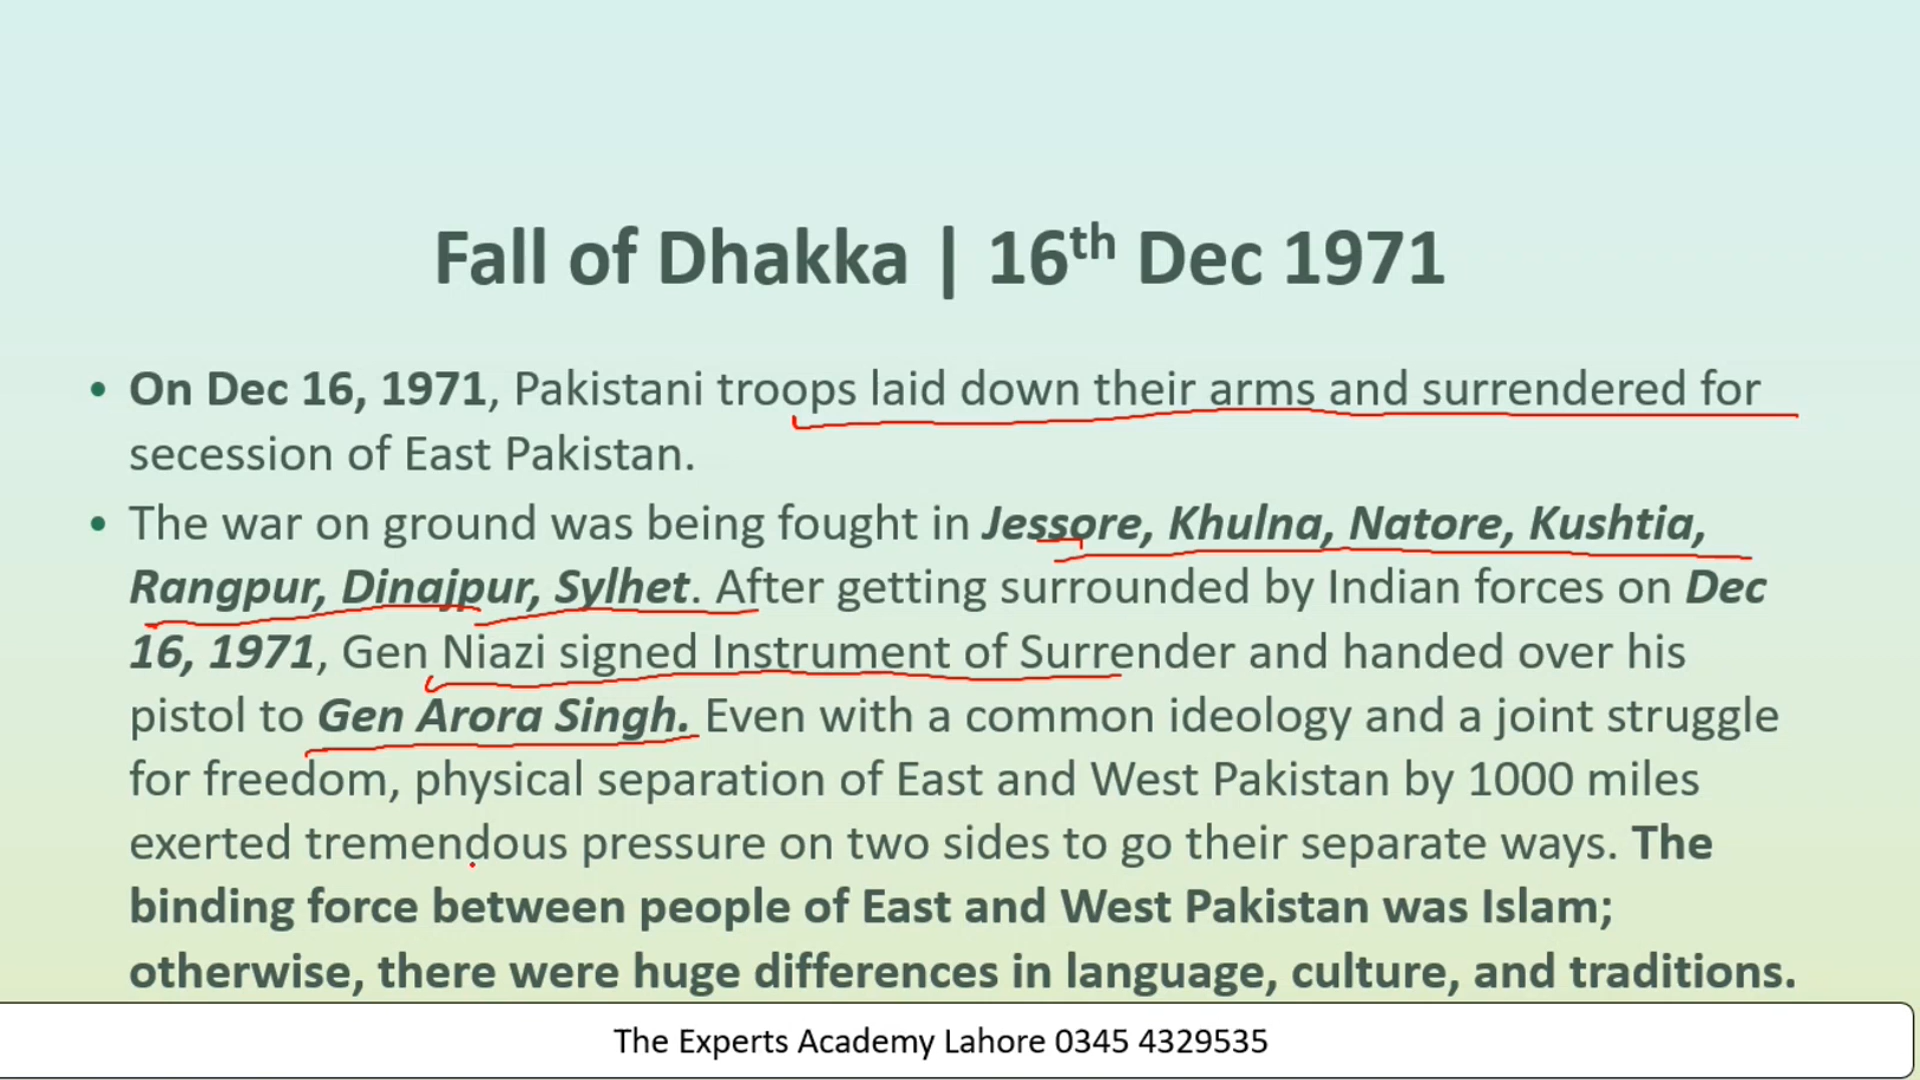 Fall of Dhakka | 16th Dec 1971
• On Dec 16, 1971, Pakistani troops laid down their arms and surrendered for
secession of East Pakistan.
• The war on ground was being fought in Jessore, Khulna, Natore, Kushtia,
Rangpur, Dinajpur, Sylhet. After getting surrounded by Indian forces on Dec
16, 1971, Gen Niazi signed Instrument of Surrender and handed over his
pistol to Gen Arora Singh. Even with a common ideology and a joint struggle
for freedom, physical separation of East and West Pakistan by 1000 miles
exerted tremendous pressure on two sides to go their separate ways. The
binding force between people of East and West Pakistan was Islam;
otherwise, there were huge differences in language, culture, and traditions.
The Experts Academy Lahore 0345 4329535